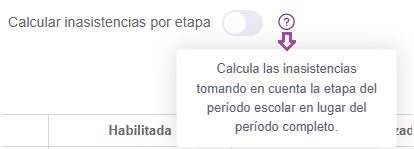 Calcular inasistencias por etapa ?
Calcula las inasistencias
tomando en cuenta la etapa del
período escolar en lugar del
período completo.
Habilitada